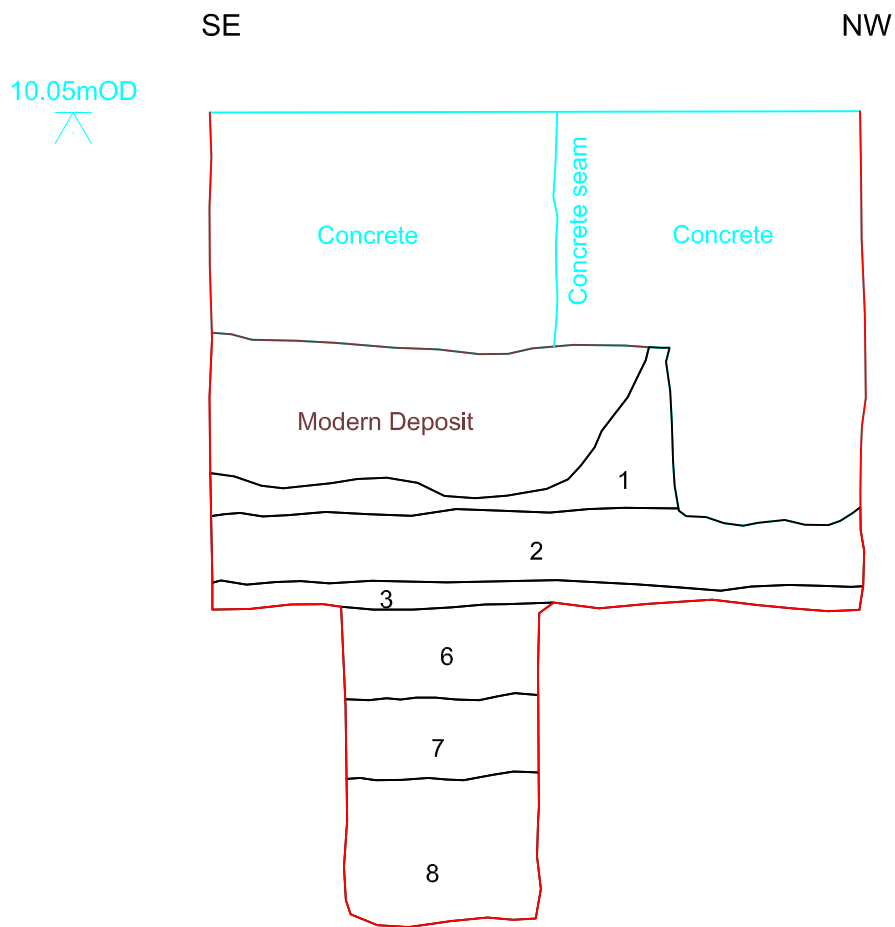 SE
NW
10.05mOD
Concrete
Concrete seam
Concrete
Modern Deposit
1
2
3
6
7
8